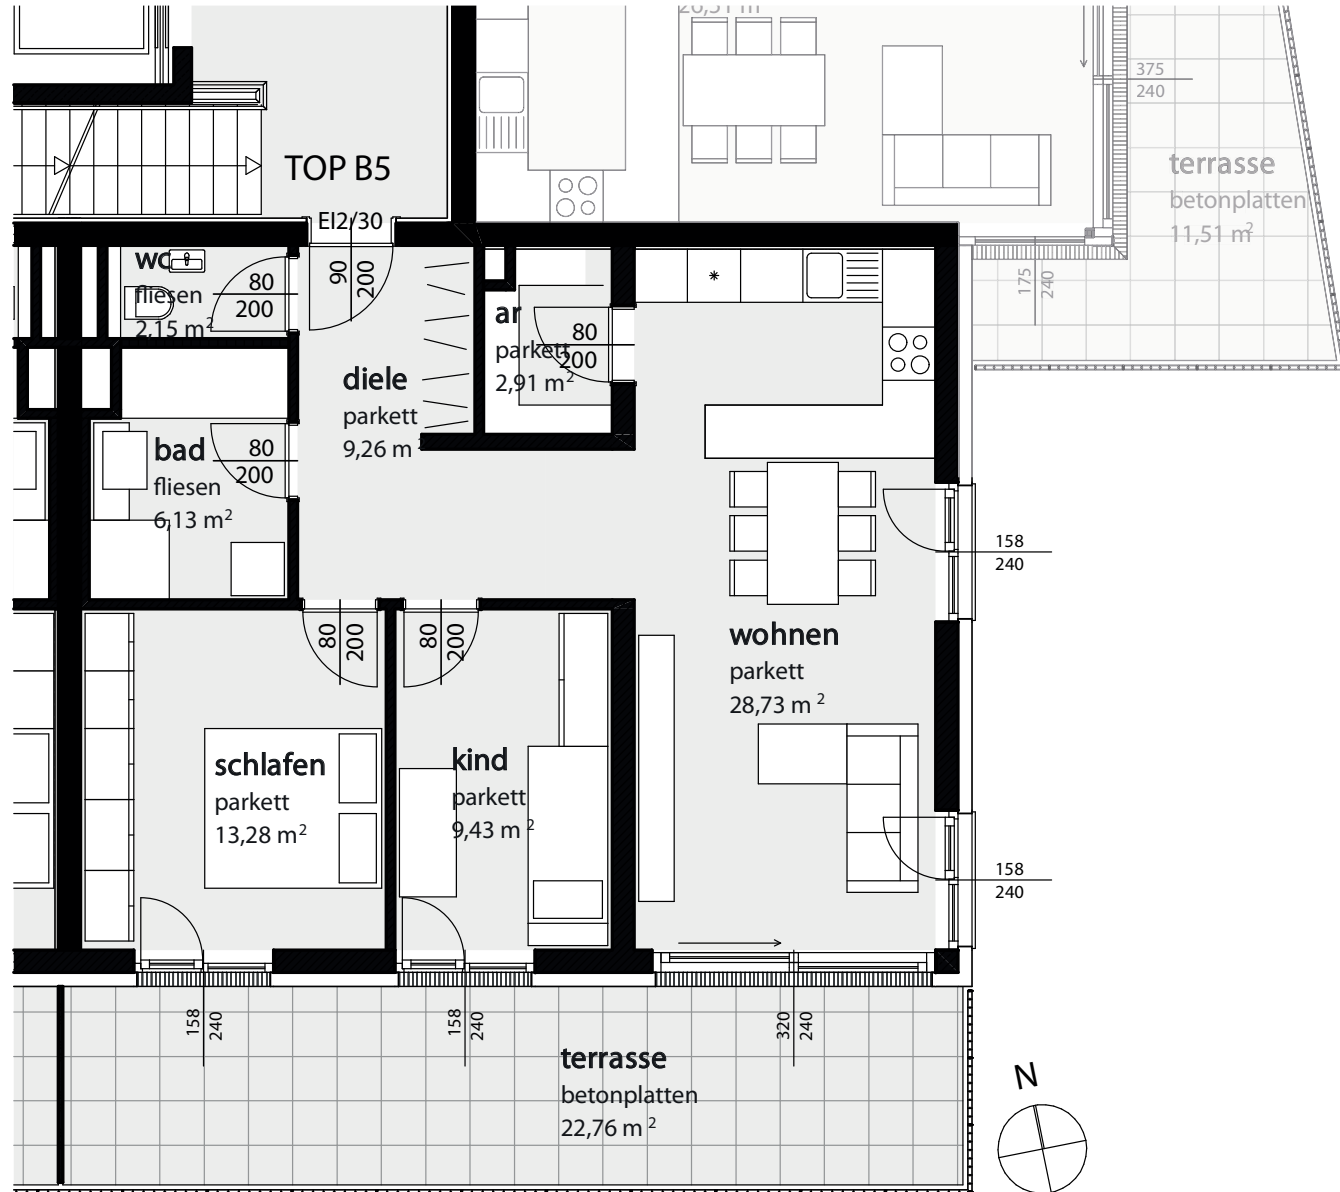 26,51 m
375
240
terrasse
betonplatten
11,51 m²
175
240
TOP B5
EI2/30
90
200
wc
fliesen
2,15 m²
80
200
ar
parkett
2,91 m²
80
200
diele
parkett
9,26 m²
bad
fliesen
6,13 m²
80
200
158
240
80
200
80
200
wohnen
parkett
28,73 m²
schlafen
parkett
13,28 m²
kind
parkett
9,43 m²
158
240
158
240
158
240
320
240
terrasse
betonplatten
22,76 m²
N